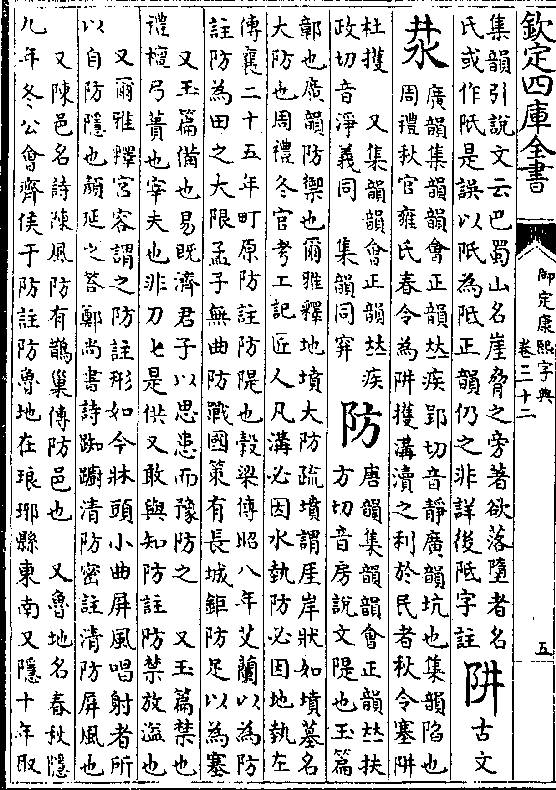 欽定四庫全書
御定康熙字典
卷三十二
五
集韻引說文云巴蜀山名崖脅之旁著欲落墮者名
氏或作阺是誤以阺為阺正韻仍之非詳後阺字註
阱
古文
汬
廣韻集韻韻會正韻𠀤疾郢切音靜廣韻坑也集韻陷也
周禮秋官雍氏春令為阱擭溝瀆之利於民者秋令塞阱
杜擭　又集韻韻會正韻𠀤疾
政切音淨義同　集韻同穽
防
唐韻集韻韻會正韻𠀤扶
方切音房說文隄也玉篇
鄣也廣韻防禦也爾雅釋地墳大防疏墳謂厓岸狀如墳墓名
大防也周禮冬官考工記匠人凡溝必因水埶防必因地埶左
傳襄二十五年町原防註防隄也穀梁傳昭八年艾蘭以為防
註防為田之大限孟子無曲防戰國策有長城鉅防足以為塞
又玉篇備也易既濟君子以思患而豫防之　又玉篇禁也
禮檀弓蕢也宰夫也非刀匕是供又敢與知防註防禁放溢也
又爾雅釋宮容謂之防註形如今牀頭小曲屏風唱射者所
以自防隱也顏延之荅鄭尚書詩踟躕清防密註清防屏風也
又陳邑名詩陳風防有鵲巢傳防邑也　又魯地名春秋隱
九年冬公會齊侯于防註防魯地在琅琊縣東南又隱十年取